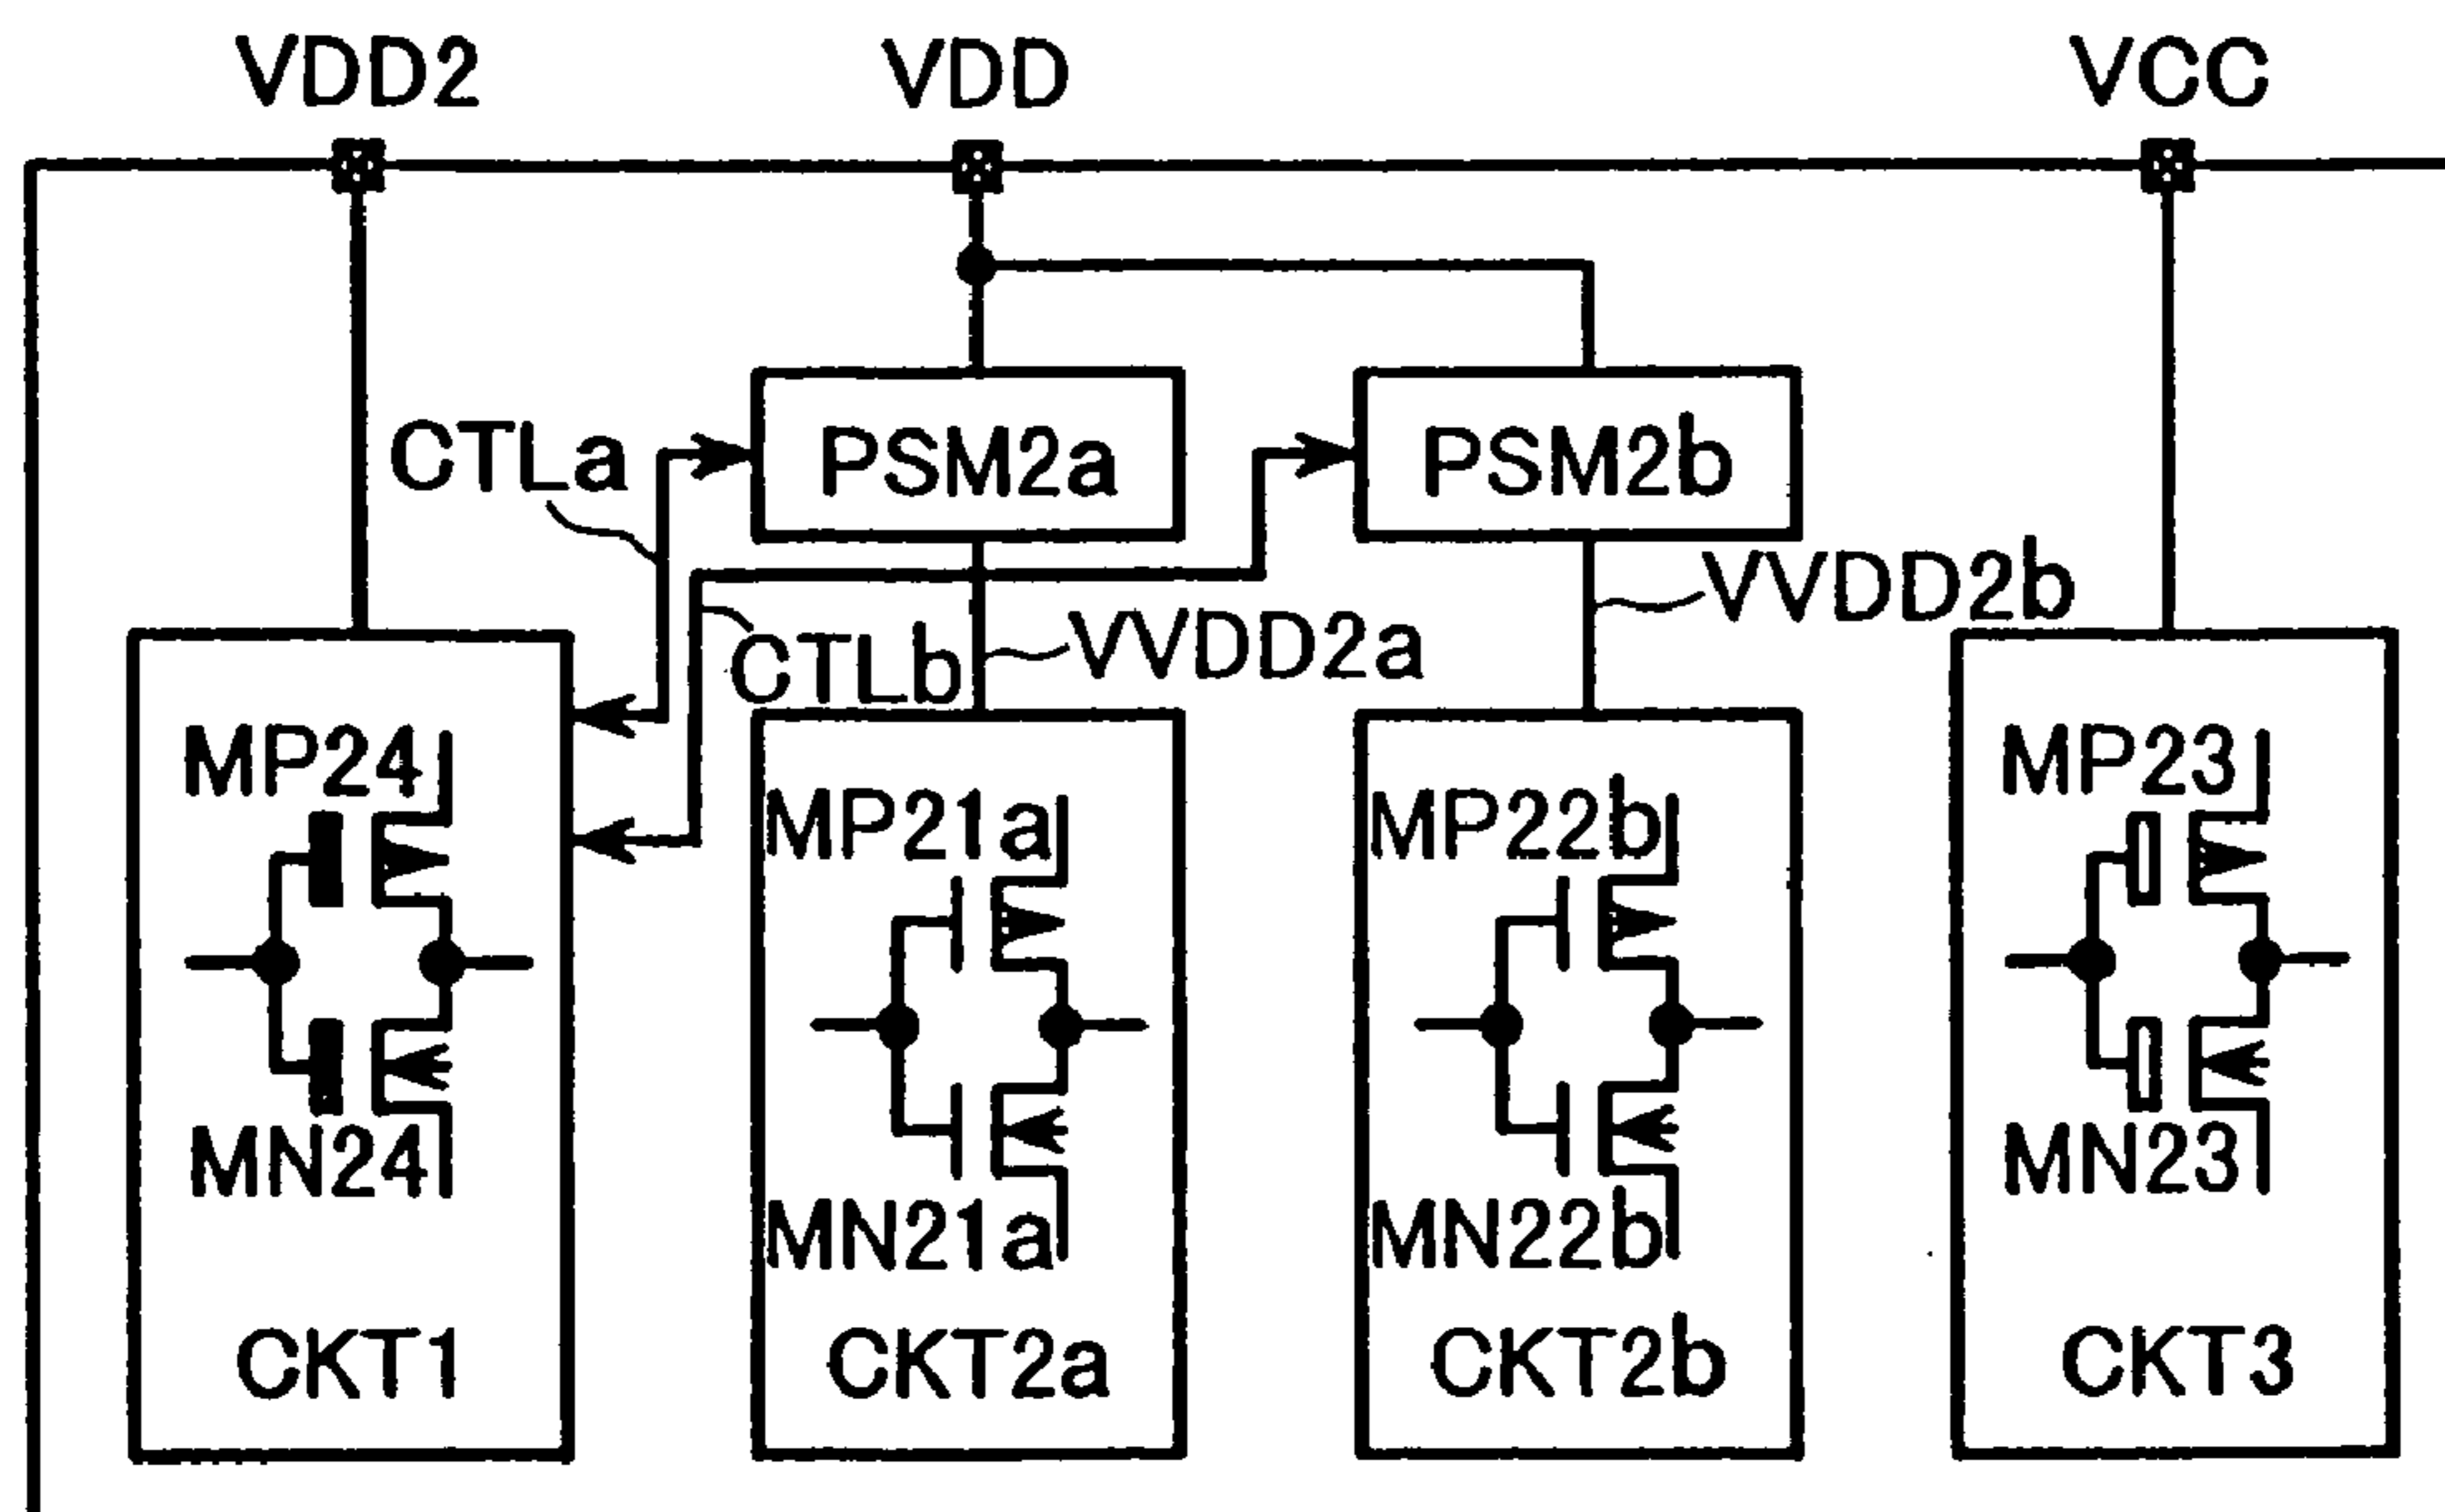 VDD2
VDD
VCC
CTLa
PSM2a
PSM2b
VVDD2b
CTLb
VVDD2a
MP24
MP21a
MP22b
MP23
MN24
MN21a
MN22b
MN23
CKT1
CKT2a
CKT2b
CKT3